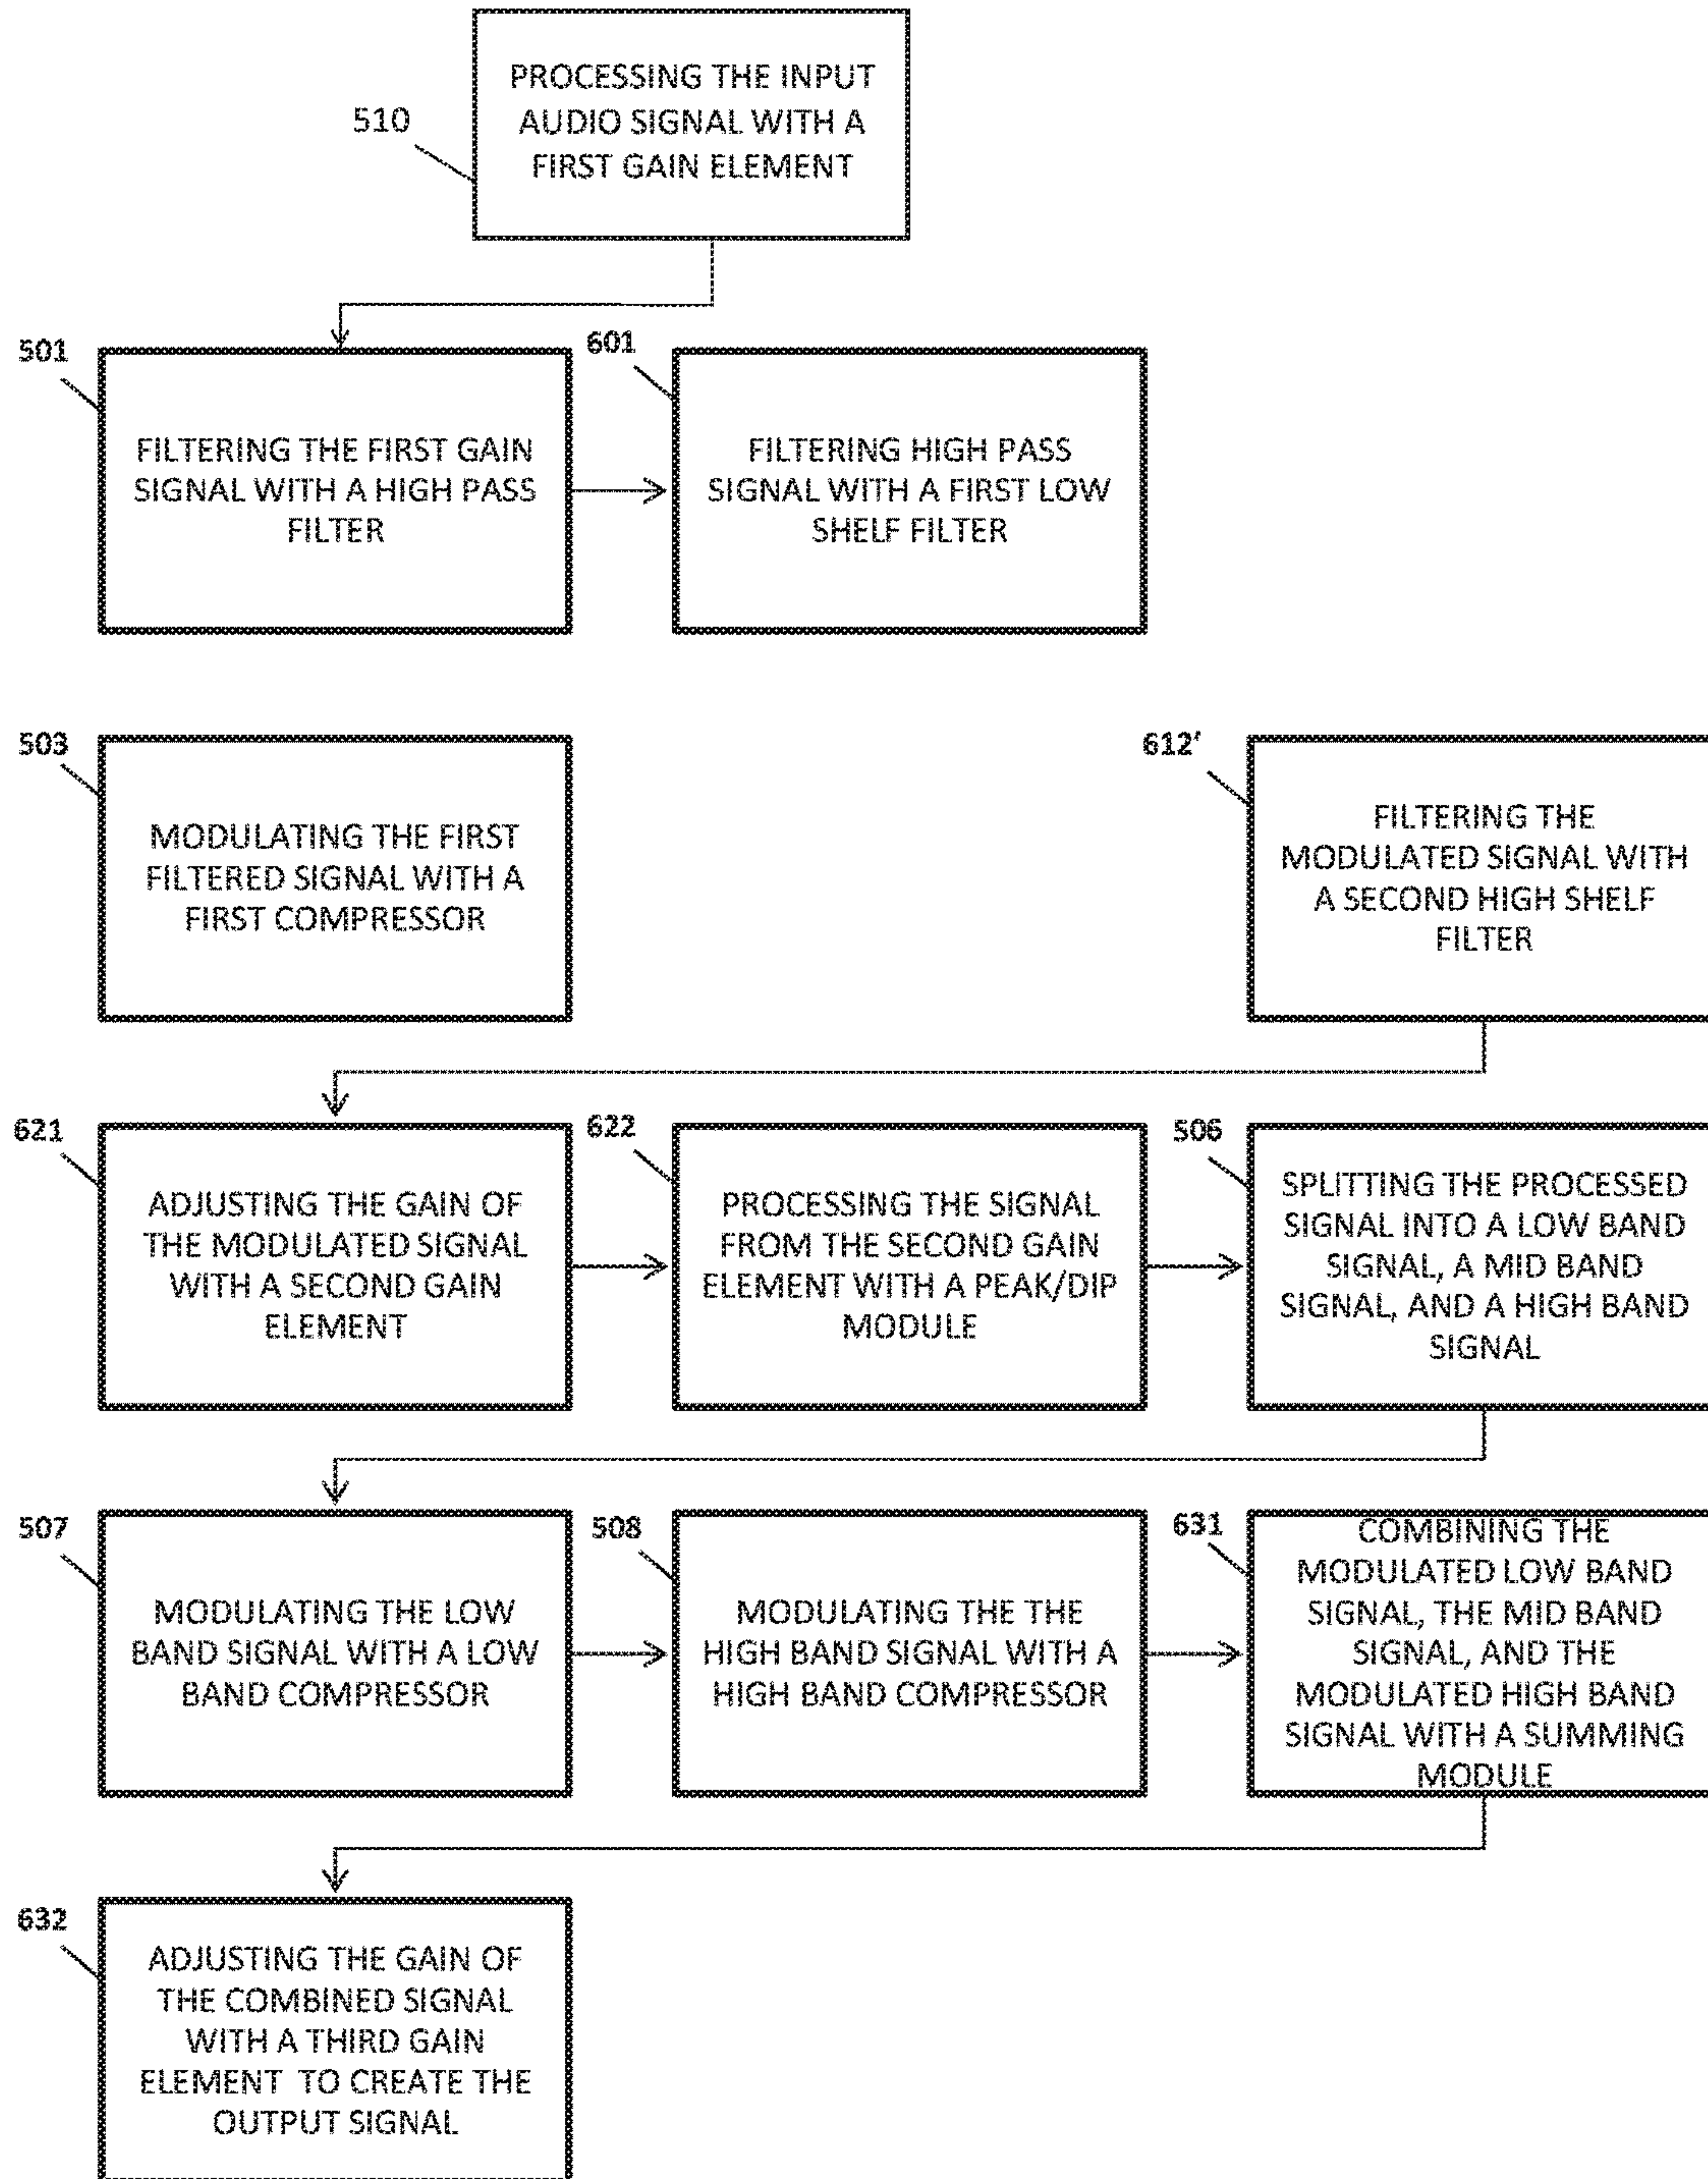 510
PROCESSING THE INPUT
AUDIO SIGNAL WITH A
FIRST GAIN ELEMENT
501
FILTERING THE FIRST GAIN
SIGNAL WITH A HIGH PASS
FILTER
601
FILTERING HIGH PASS
SIGNAL WITH A FIRST LOW
SHELF FILTER
503
MODULATING THE FIRST
FILTERED SIGNAL WITH A
FIRST COMPRESSOR
612'
FILTERING THE
MODULATED SIGNAL WITH
A SECOND HIGH SHELF
FILTER
621
ADJUSTING THE GAIN OF
THE MODULATED SIGNAL
WITH A SECOND GAIN
ELEMENT
622
PROCESSING THE SIGNAL
FROM THE SECOND GAIN
ELEMENT WITH A PEAK/DIP
MODULE
506
SPLITTING THE PROCESSED
SIGNAL INTO A LOW BAND
SIGNAL, A MID BAND
SIGNAL, AND A HIGH BAND
SIGNAL
507
MODULATING THE LOW
BAND SIGNAL WITH A LOW
BAND COMPRESSOR
508
MODULATING THE THE
HIGH BAND SIGNAL WITH A
HIGH BAND COMPRESSOR
631
COMBINING THE
MODULATED LOW BAND
SIGNAL, THE MID BAND
SIGNAL, AND THE
MODULATED HIGH BAND
SIGNAL WITH A SUMMING
MODULE
632
ADJUSTING THE GAIN OF
THE COMBINED SIGNAL
WITH A THIRD GAIN
ELEMENT TO CREATE THE
OUTPUT SIGNAL